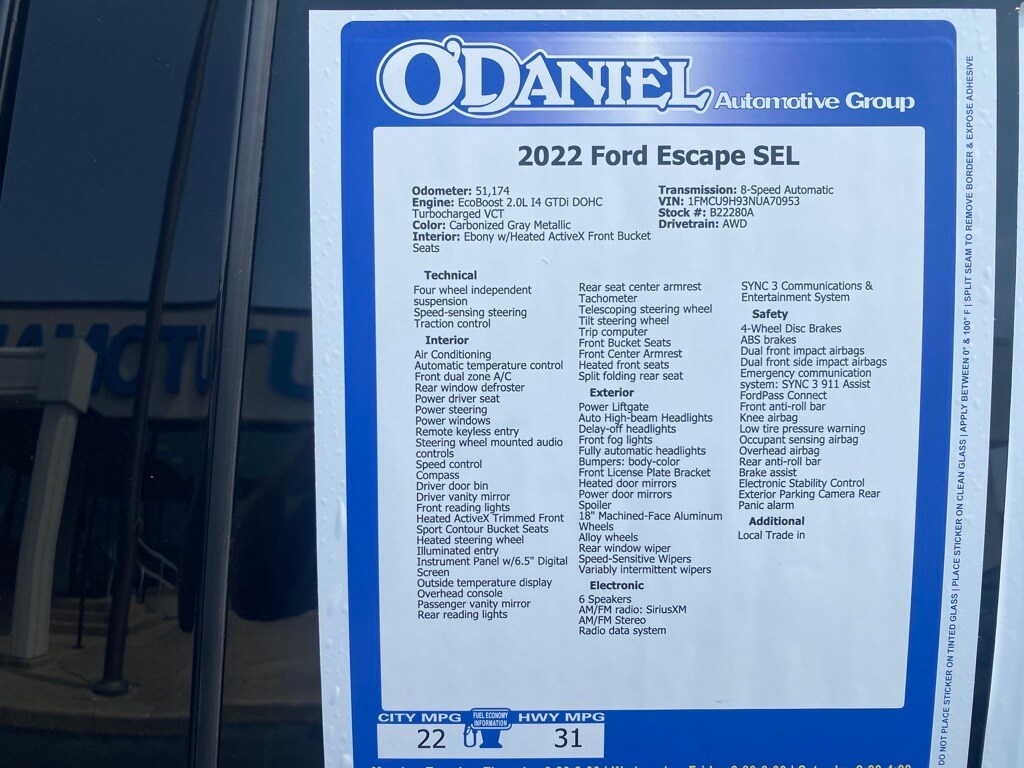 O'DANIEL Automotive Group
2022 Ford Escape SEL
Odometer: 51,174
Engine: EcoBoost 2.0L I4 GTDi DOHC
Turbocharged VCT
Color: Carbonized Gray Metallic
Interior: Ebony w/Heated ActiveX Front Bucket
Seats
Transmission: 8-Speed Automatic
VIN: 1FMCU9H93NUA70953
Stock #: B22280A
Drivetrain: AWD
Technical
Four wheel independent
suspension
Speed-sensing steering
Traction control
Interior
Air Conditioning
Automatic temperature control
Front dual zone A/C
Rear window defroster
Power driver seat
Power steering
Power windows
Remote keyless entry
Steering wheel mounted audio
controls
Speed control
Compass
Driver door bin
Driver vanity mirror
Front reading lights
Heated ActiveX Trimmed Front
Sport Contour Bucket Seats
Heated steering wheel
Illuminated entry
Instrument Panel w/6.5" Digital
Screen
Outside temperature display
Overhead console
Passenger vanity mirror
Rear reading lights
Rear seat center armrest
Tachometer
Telescoping steering wheel
Tilt steering wheel
Trip computer
Front Bucket Seats
Front Center Armrest
Heated front seats
Split folding rear seat
Exterior
Power Liftgate
Auto High-beam Headlights
Delay-off headlights
Front fog lights
Fully automatic headlights
Bumpers: body-color
Front License Plate Bracket
Heated door mirrors
Power door mirrors
Spoiler
18" Machined-Face Aluminum
Wheels
Alloy wheels
Rear window wiper
Speed-Sensitive Wipers
Variably intermittent wipers
Electronic
6 Speakers
AM/FM radio: SiriusXM
AM/FM Stereo
Radio data system
SYNC 3 Communications &
Entertainment System
Safety
4-Wheel Disc Brakes
ABS brakes
Dual front impact airbags
Dual front side impact airbags
Emergency communication
system: SYNC 3 911 Assist
FordPass Connect
Front anti-roll bar
Knee airbag
Low tire pressure warning
Occupant sensing airbag
Overhead airbag
Rear anti-roll bar
Brake assist
Electronic Stability Control
Exterior Parking Camera Rear
Panic alarm
Additional
Local Trade in
CITY MPG
22
FUEL ECONOMY
INFORMATION
HWY MPG
31
DO NOT PLACE STICKER ON TINTED GLASS | PLACE STICKER ON CLEAN GLASS | APPLY BETWEEN 0° & 100° F | SPLIT SEAM TO REMOVE BORDER & EXPOSE ADHESIVE